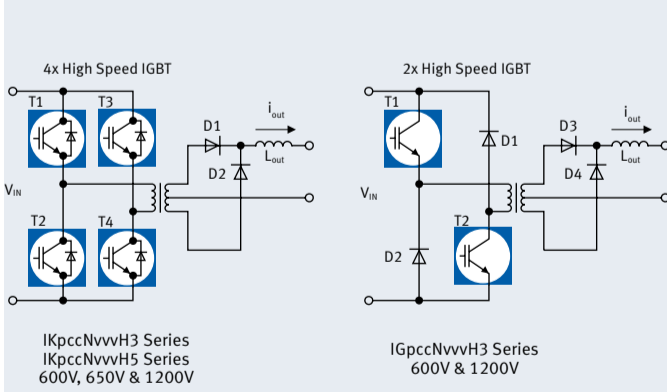 4x High Speed IGBT
T1
T3
D1
i out
L out
D2
V IN
T2
T4
IKpccNvvvH3 Series
IKpccNvvvH5 Series
600V, 650V & 1200V
2x High Speed IGBT
T1
D1
D3
i out
L out
D4
V IN
T2
D2
IGpccNvvvH3 Series
600V & 1200V